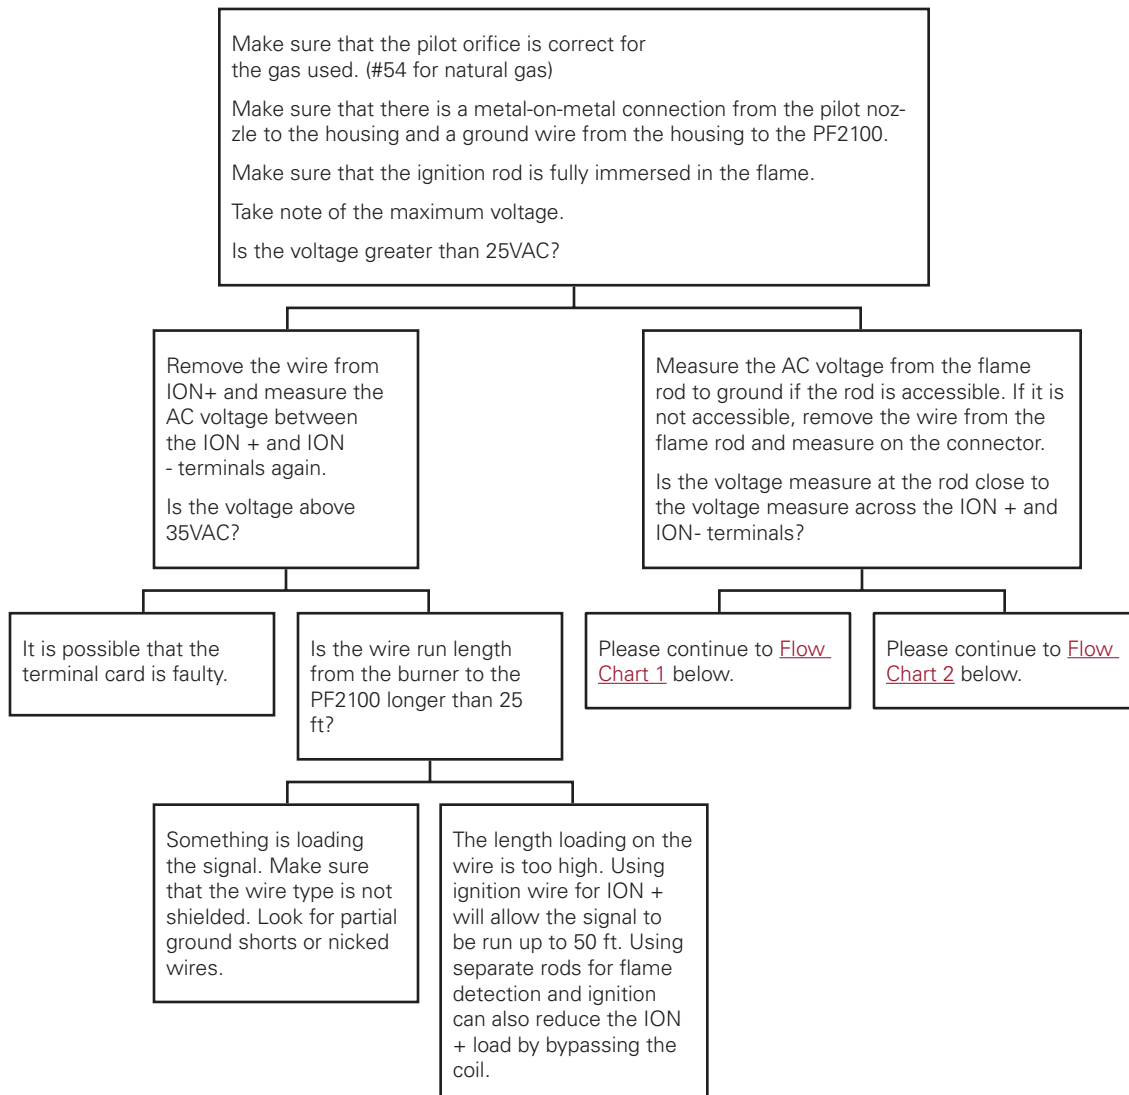 Make sure that the pilot orifice is correct for
the gas used. (#54 for natural gas)
Make sure that there is a metal-on-metal connection from the pilot noz-
zle to the housing and a ground wire from the housing to the PF2100.
Make sure that the ignition rod is fully immersed in the flame.
Take note of the maximum voltage.
Is the voltage greater than 25VAC?
Remove the wire from
ION+ and measure the
AC voltage between
the ION + and ION
- terminals again.
Is the voltage above
35VAC?
Measure the AC voltage from the flame
rod to ground if the rod is accessible. If it is
not accessible, remove the wire from the
flame rod and measure on the connector.
Is the voltage measure at the rod close to
the voltage measure across the ION + and
ION- terminals?
It is possible that the
terminal card is faulty.
Is the wire run length
from the burner to the
PF2100 longer than 25
ft?
Please continue to Flow
Chart 1 below.
Please continue to Flow
Chart 2 below.
Something is loading
the signal. Make sure
that the wire type is not
shielded. Look for partial
ground shorts or nicked
wires.
The length loading on the
wire is too high. Using
ignition wire for ION +
will allow the signal to
be run up to 50 ft. Using
separate rods for flame
detection and ignition
can also reduce the ION
+ load by bypassing the
coil.